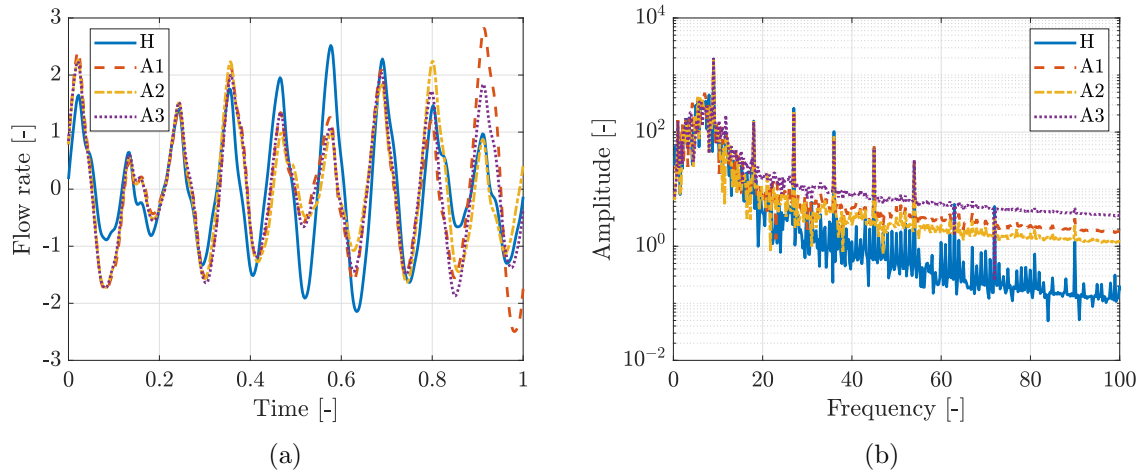 3
2
1
0
-1
-2
-3
Flow rate [-]
H
A1
A2
A3
0 0.2 0.4 0.6 0.8 1
Time [-]
(a)
10^4
10^2
10^0
10^-2
Amplitude [-]
H
A1
A2
A3
0 20 40 60 80 100
Frequency [-]
(b)